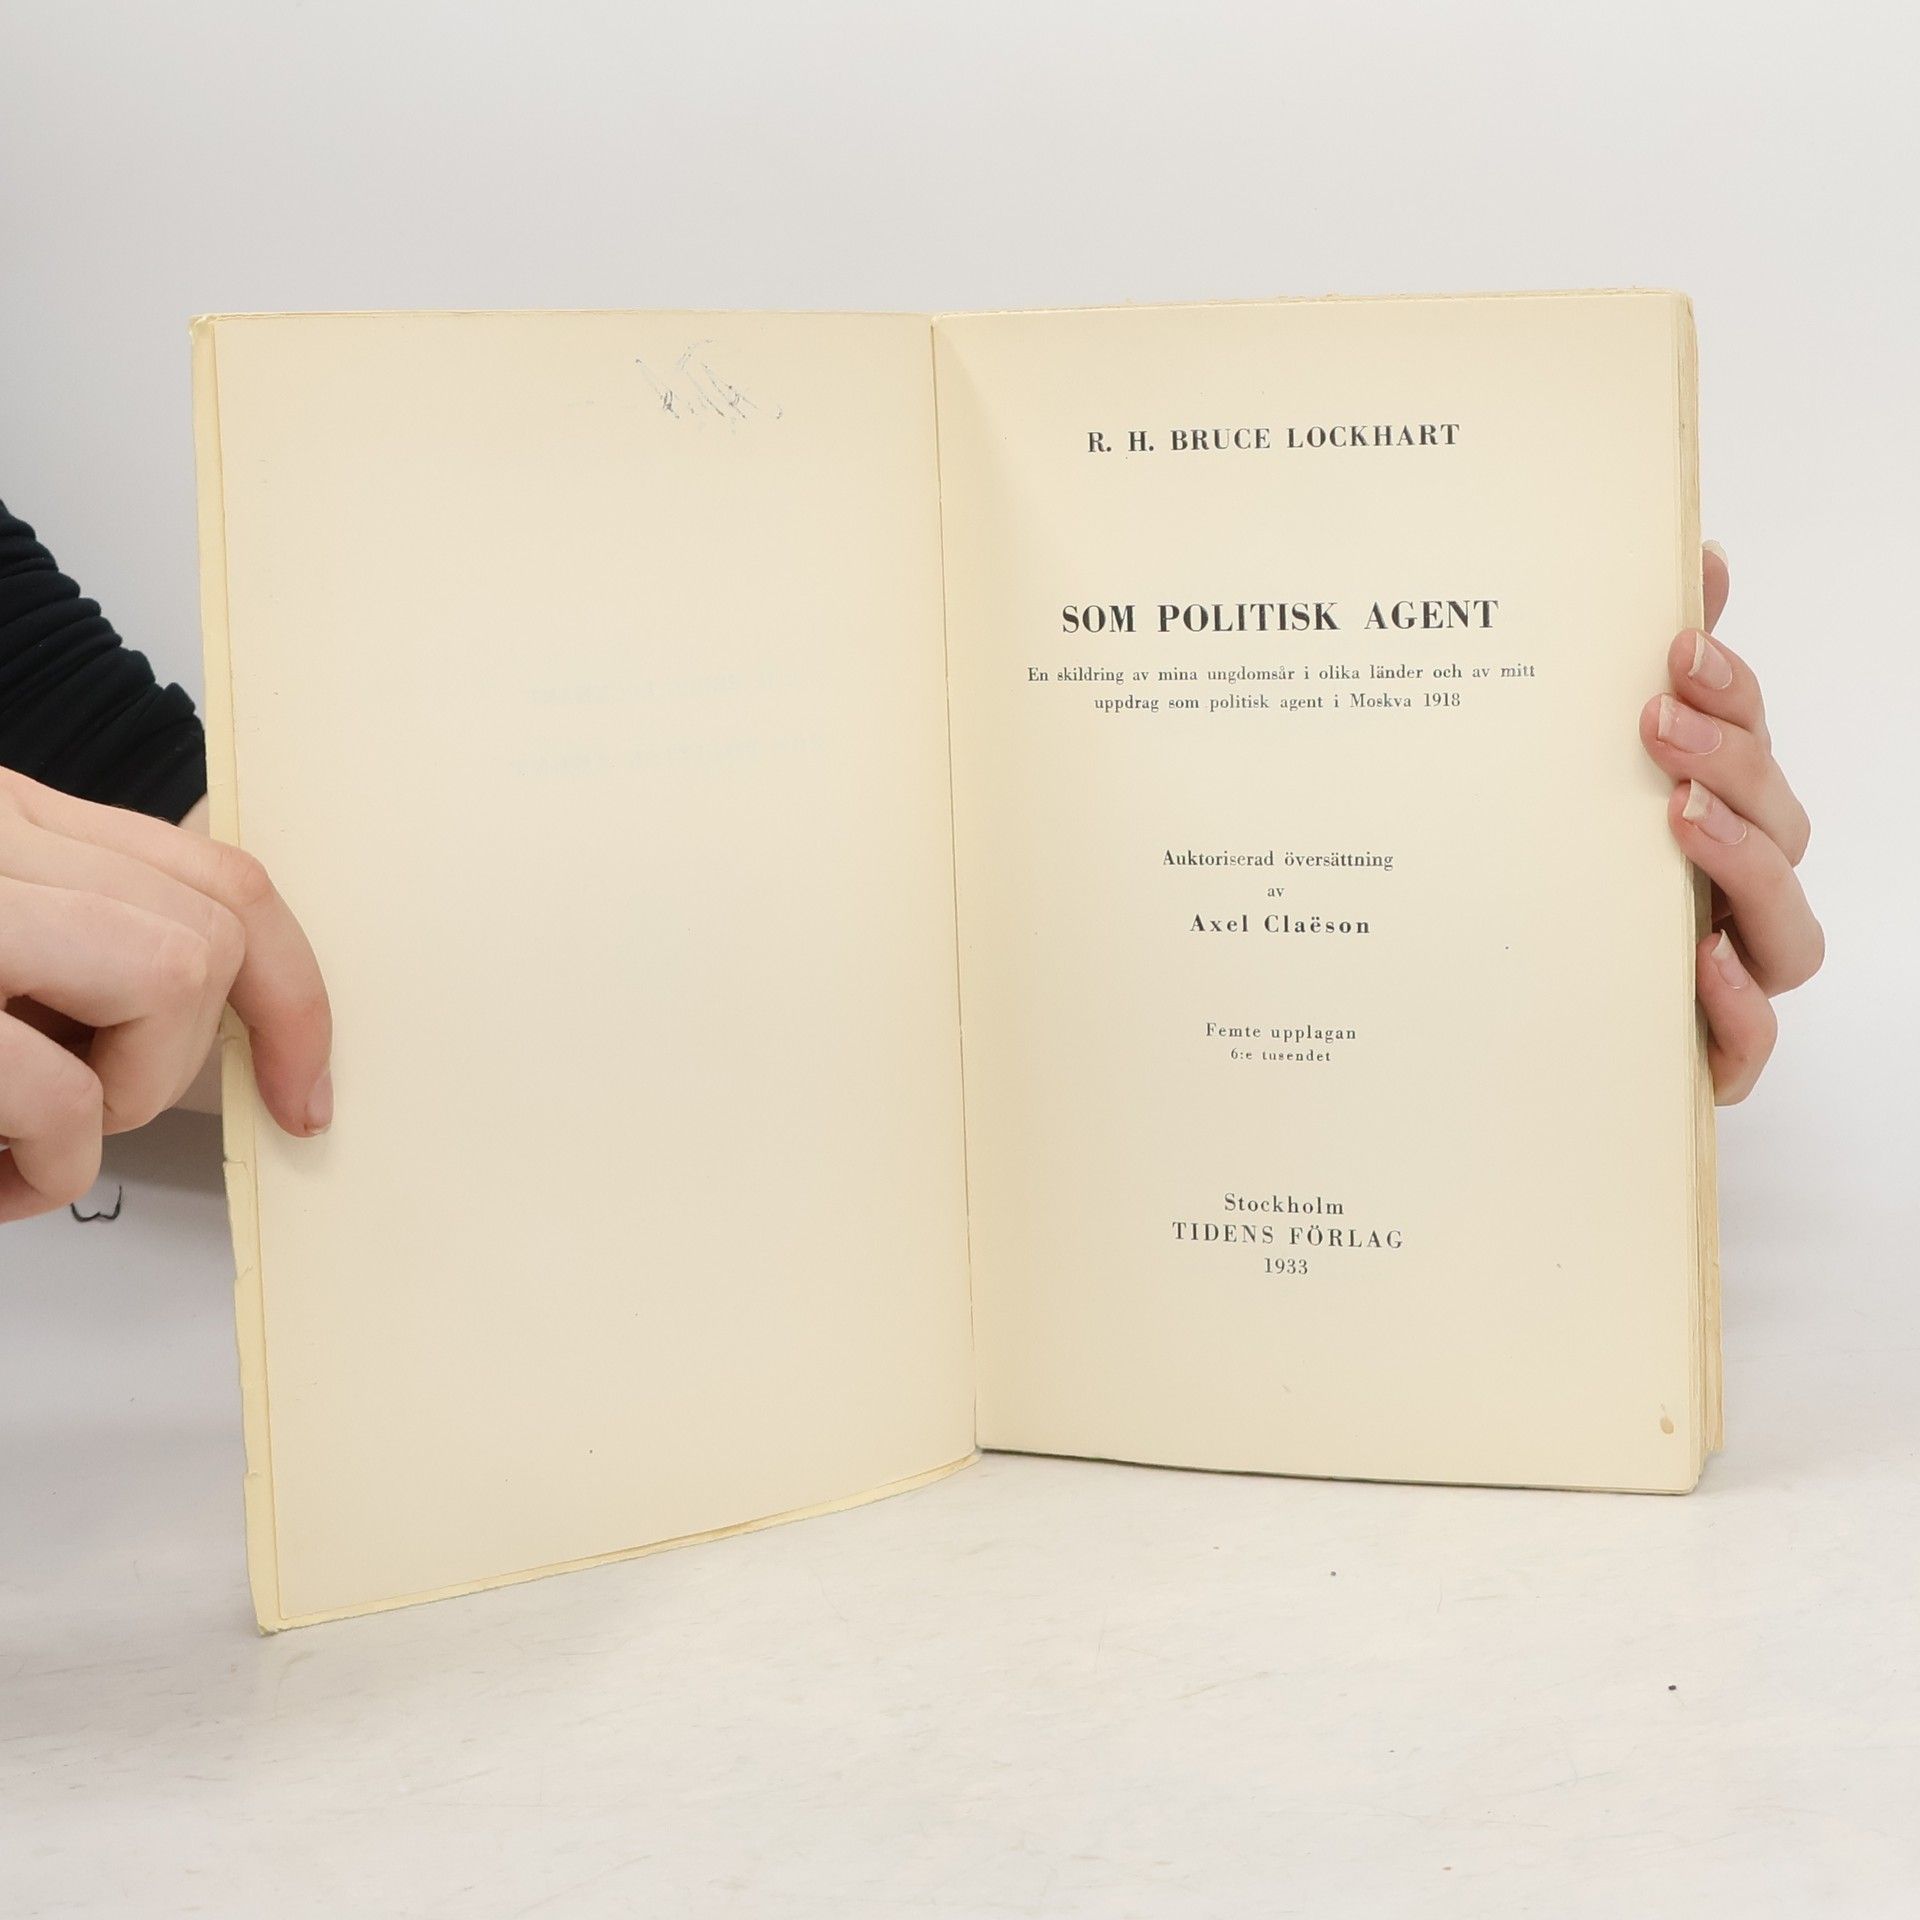 R. H. BRUCE LOCKHART
SOM POLITISK AGENT
En skildring av mina ungdomsår i olika länder och av mitt
uppdrag som politisk agent i Moskva 1918
Auktoriserad översättning
av
Axel Claëson
Femte upplagan
6:e tusendet
Stockholm
TIDENS FÖRLAG
1933